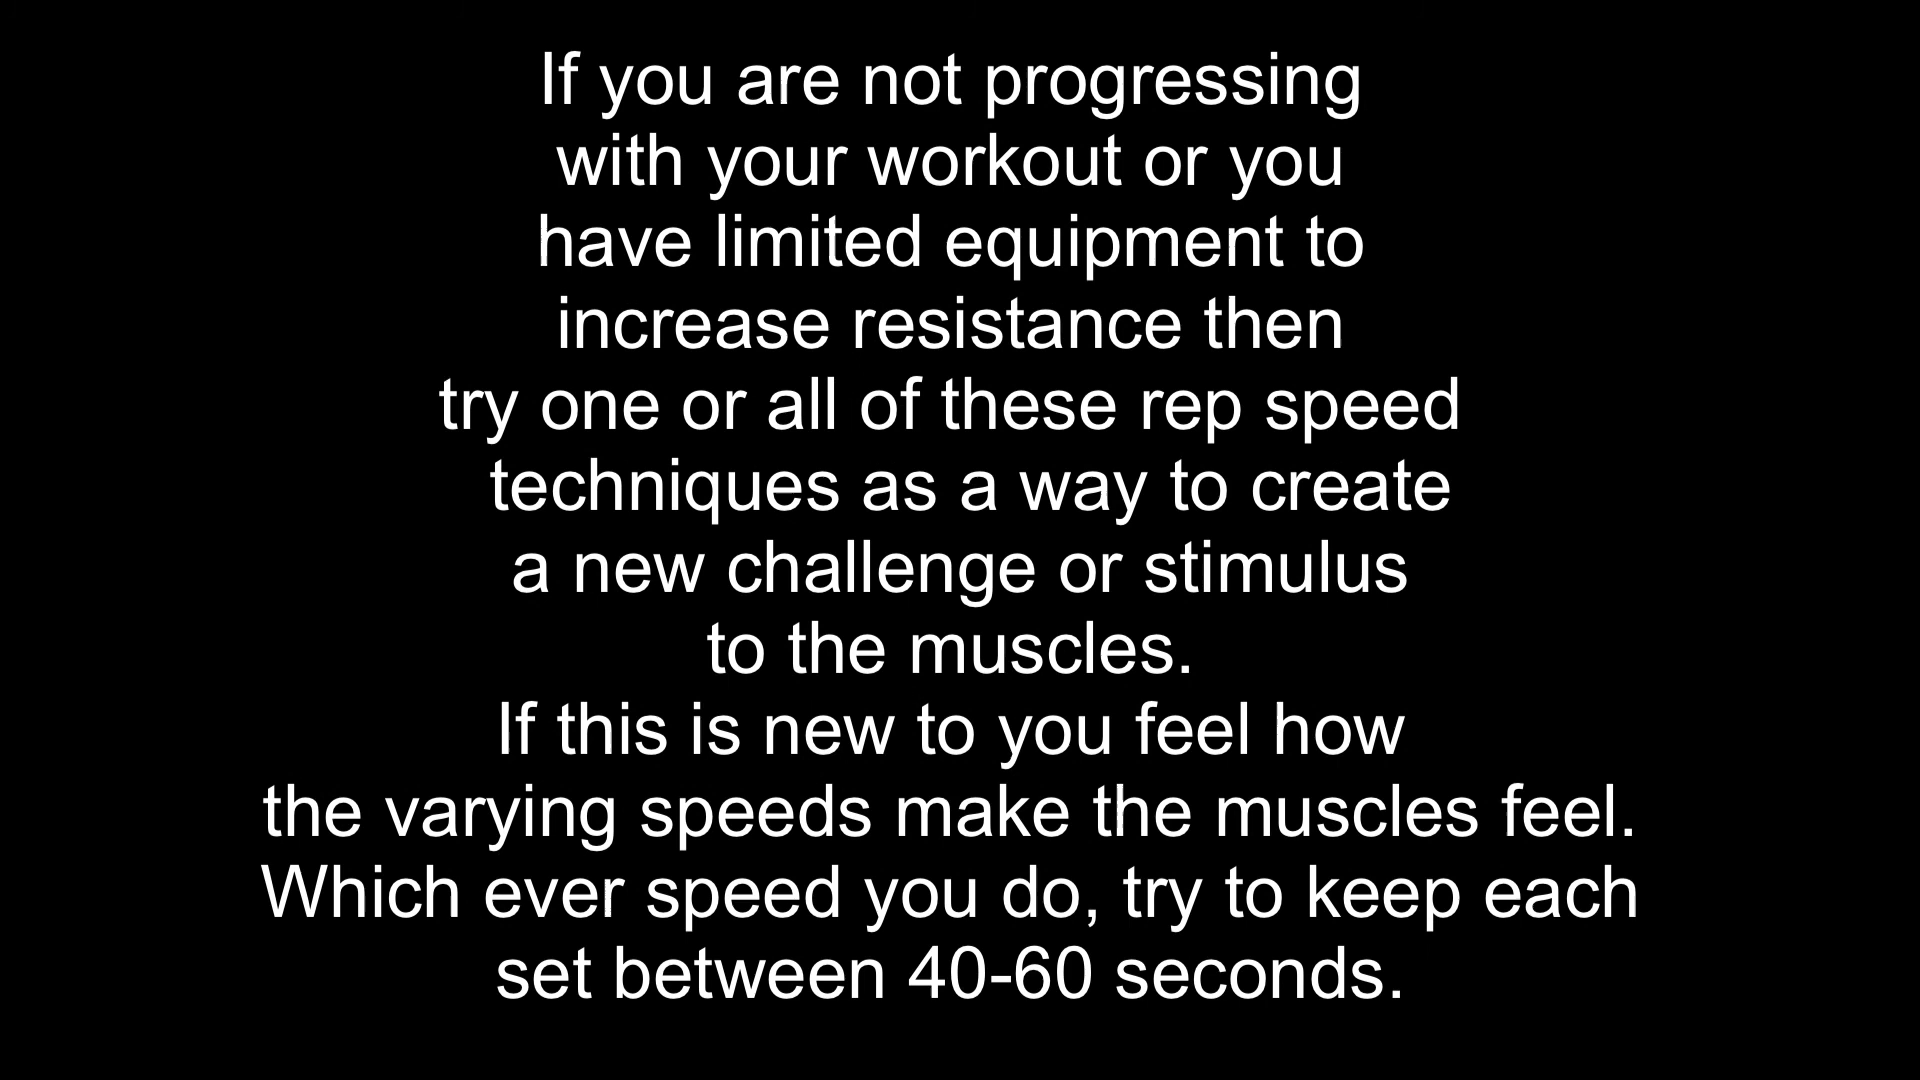 If you are not progressing
with your workout or you
have limited equipment to
increase resistance then
try one or all of these rep speed
techniques as a way to create
a new challenge or stimulus
to the muscles.
If this is new to you feel how
the varying speeds make the muscles feel.
Which ever speed you do, try to keep each
set between 40-60 seconds.